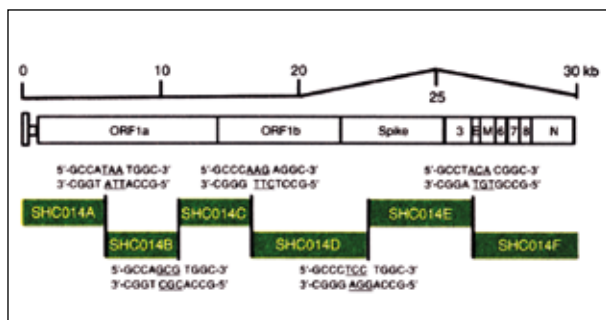 0 10 20 30 kb
25
ORF1a ORF1b Spike 3 E M 6 7 8 N
5'-GCCATAA TGGC-3' 5'-GCCCAAG AGGC-3' 5'-GCCTACA CGGC-3'
3'-CGGT ATTACCG-5' 3'-CGGG TTCTCCG-5' 3'-CGGA TGTGCCG-5'
SHC014A SHC014C SHC014E
SHC014B SHC014D SHC014F
5'-GCCAGCG TGGC-3' 5'-GCCCTCC TGGC-3'
3'-CGGT CGCACCG-5' 3'-CGGG AGGACCG-5'